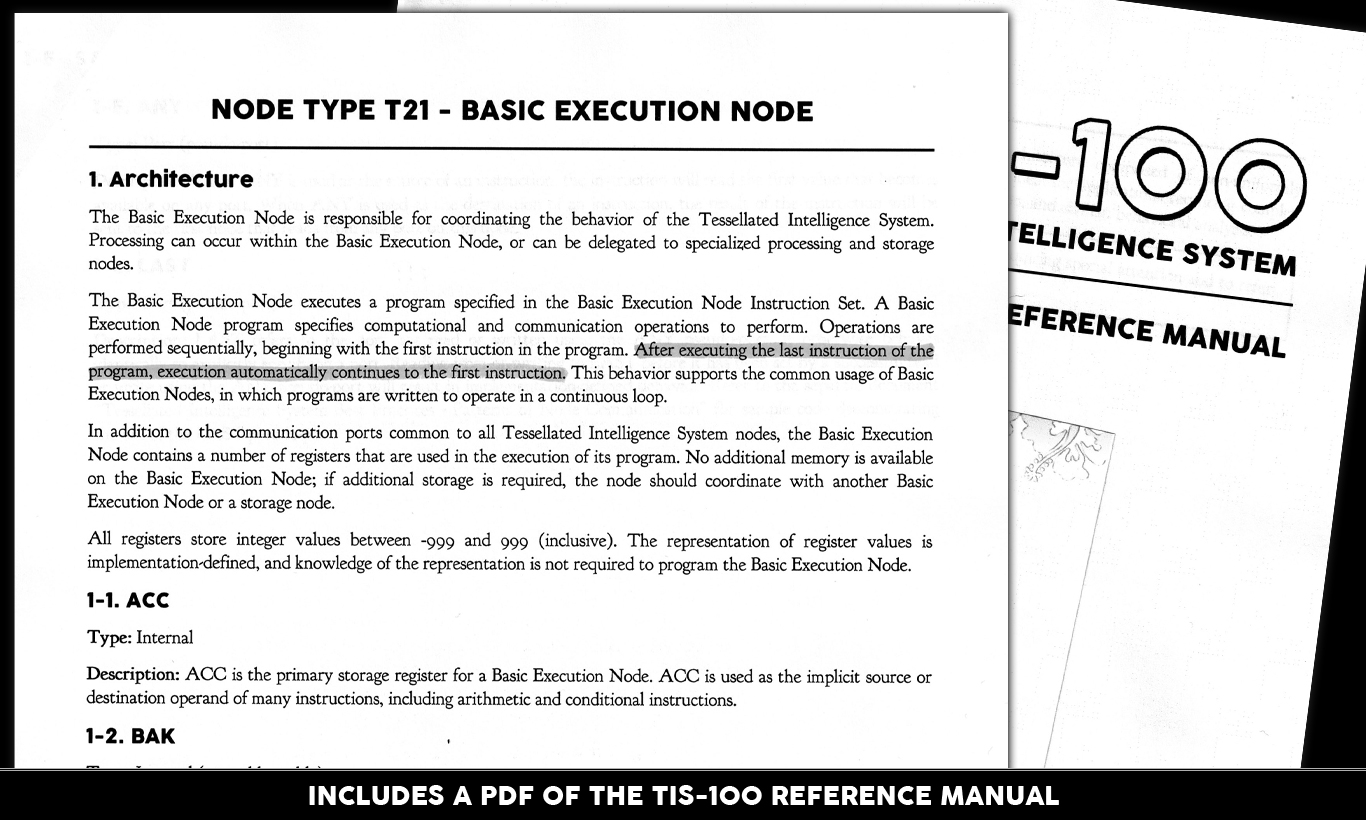 NODE TYPE T21 - BASIC EXECUTION NODE
1. Architecture
The Basic Execution Node is responsible for coordinating the behavior of the Tessellated Intelligence System.
Processing can occur within the Basic Execution Node, or can be delegated to specialized processing and storage
nodes.
The Basic Execution Node executes a program specified in the Basic Execution Node Instruction Set. A Basic
Execution Node program specifies computational and communication operations to perform. Operations are
performed sequentially, beginning with the first instruction in the program. After executing the last instruction of the
program, execution automatically continues to the first instruction. This behavior supports the common usage of Basic
Execution Nodes, in which programs are written to operate in a continuous loop.
In addition to the communication ports common to all Tessellated Intelligence System nodes, the Basic Execution
Node contains a number of registers that are used in the execution of its program. No additional memory is available
on the Basic Execution Node; if additional storage is required, the node should coordinate with another Basic
Execution Node or a storage node.
All registers store integer values between -999 and 999 (inclusive). The representation of register values is
implementation-defined, and knowledge of the representation is not required to program the Basic Execution Node.
1-1. ACC
Type: Internal
Description: ACC is the primary storage register for a Basic Execution Node. ACC is used as the implicit source or
destination operand of many instructions, including arithmetic and conditional instructions.
1-2. BAK
-100
TELLIGENCE SYSTEM
EFERENCE MANUAL
INCLUDES A PDF OF THE TIS-100 REFERENCE MANUAL